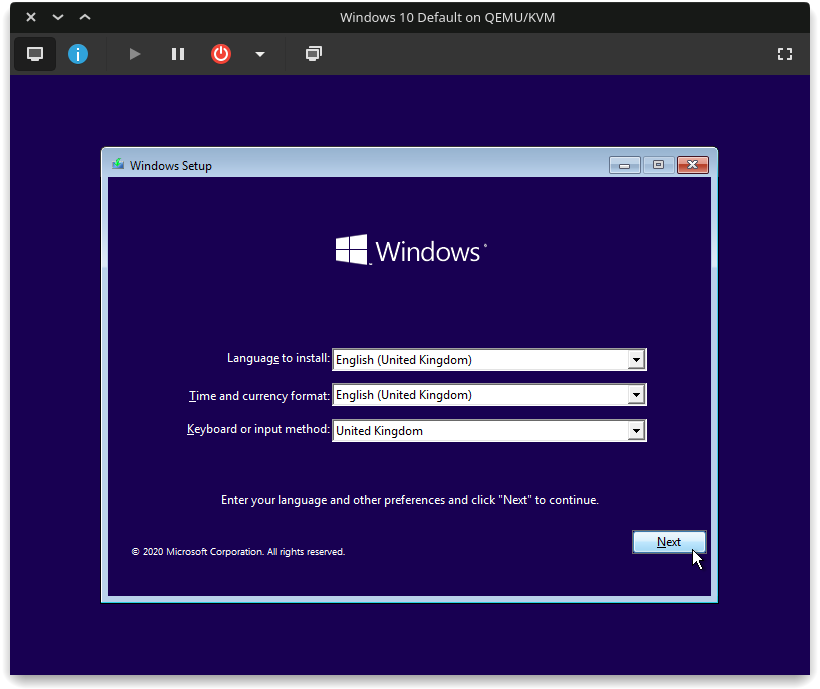 Windows 10 Default on QEMU/KVM
Windows Setup
Windows
Language to install: English (United Kingdom)
Time and currency format: English (United Kingdom)
Keyboard or input method: United Kingdom
Enter your language and other preferences and click "Next" to continue.
Next
© 2020 Microsoft Corporation. All rights reserved.